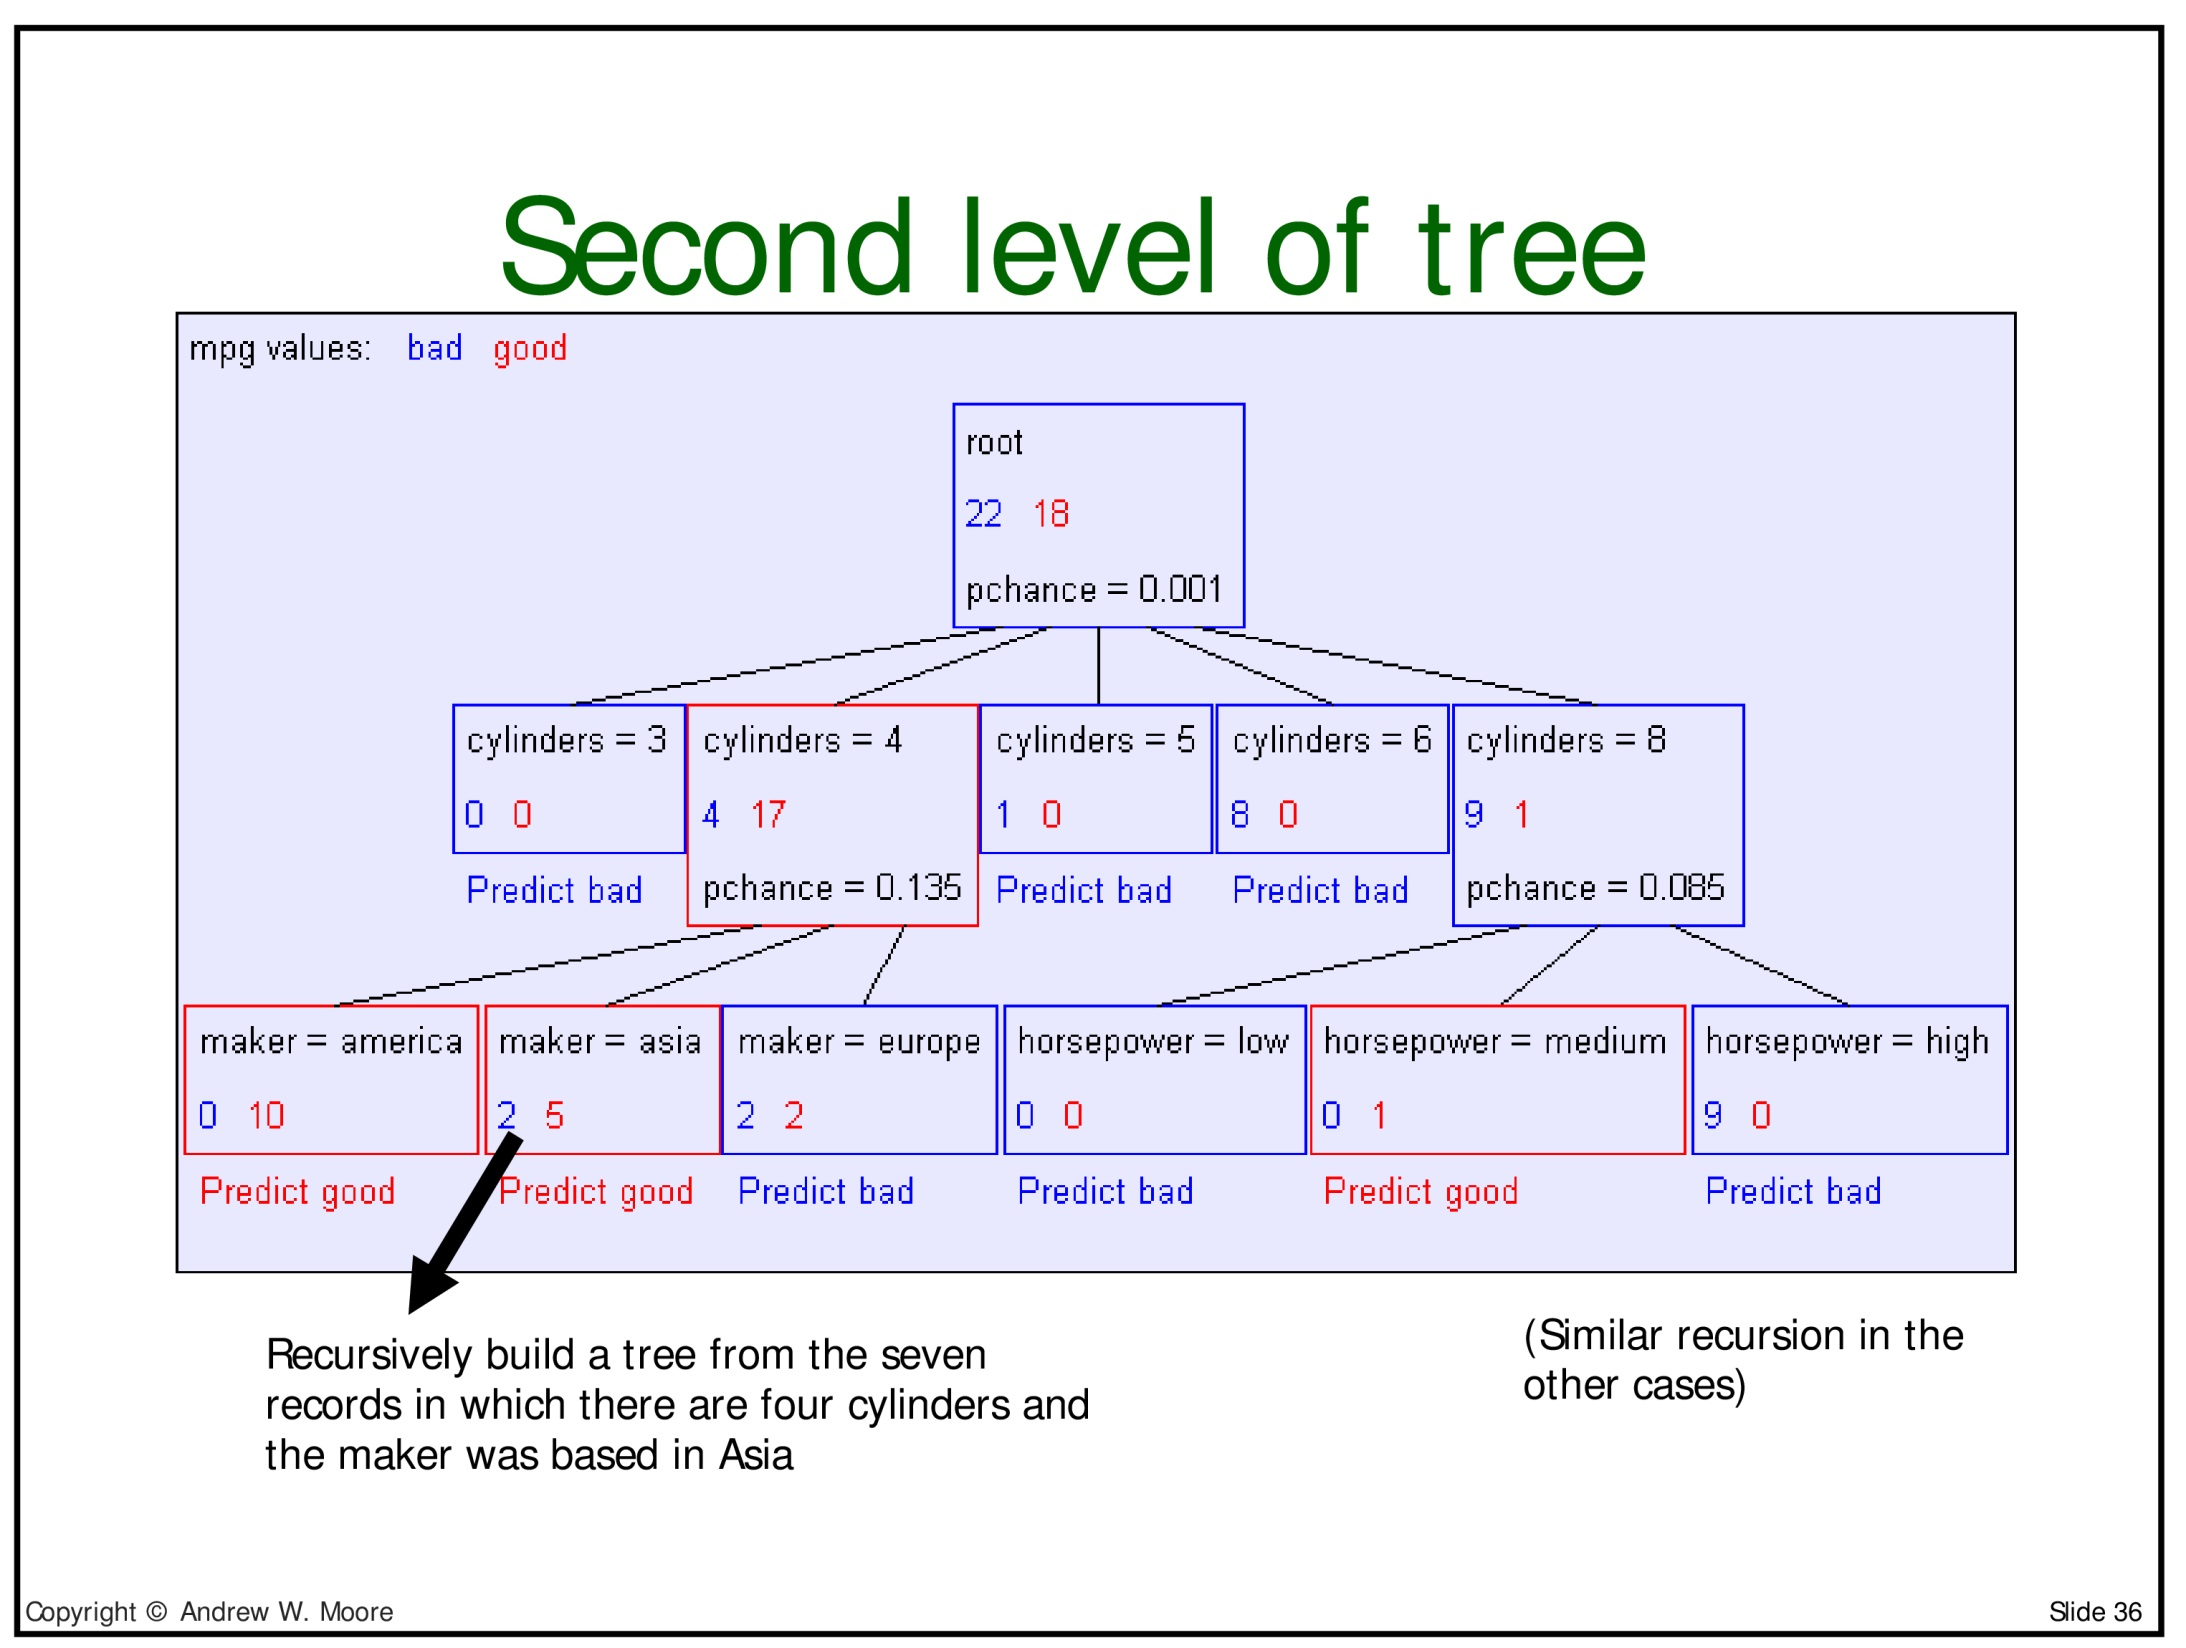 Second level of tree
mpg values: bad good
root
22 18
pchance = 0.001
cylinders = 3
0 0
Predict bad
cylinders = 4
4 17
pchance = 0.135
cylinders = 5
1 0
Predict bad
cylinders = 6
8 0
Predict bad
cylinders = 8
9 1
pchance = 0.085
maker = america
0 10
Predict good
maker = asia
2 5
Predict good
maker = europe
2 2
Predict bad
horsepower = low
0 0
Predict bad
horsepower = medium
0 1
Predict good
horsepower = high
9 0
Predict bad
Recursively build a tree from the seven
records in which there are four cylinders and
the maker was based in Asia
(Similar recursion in the
other cases)
Copyright © Andrew W. Moore
Slide 36